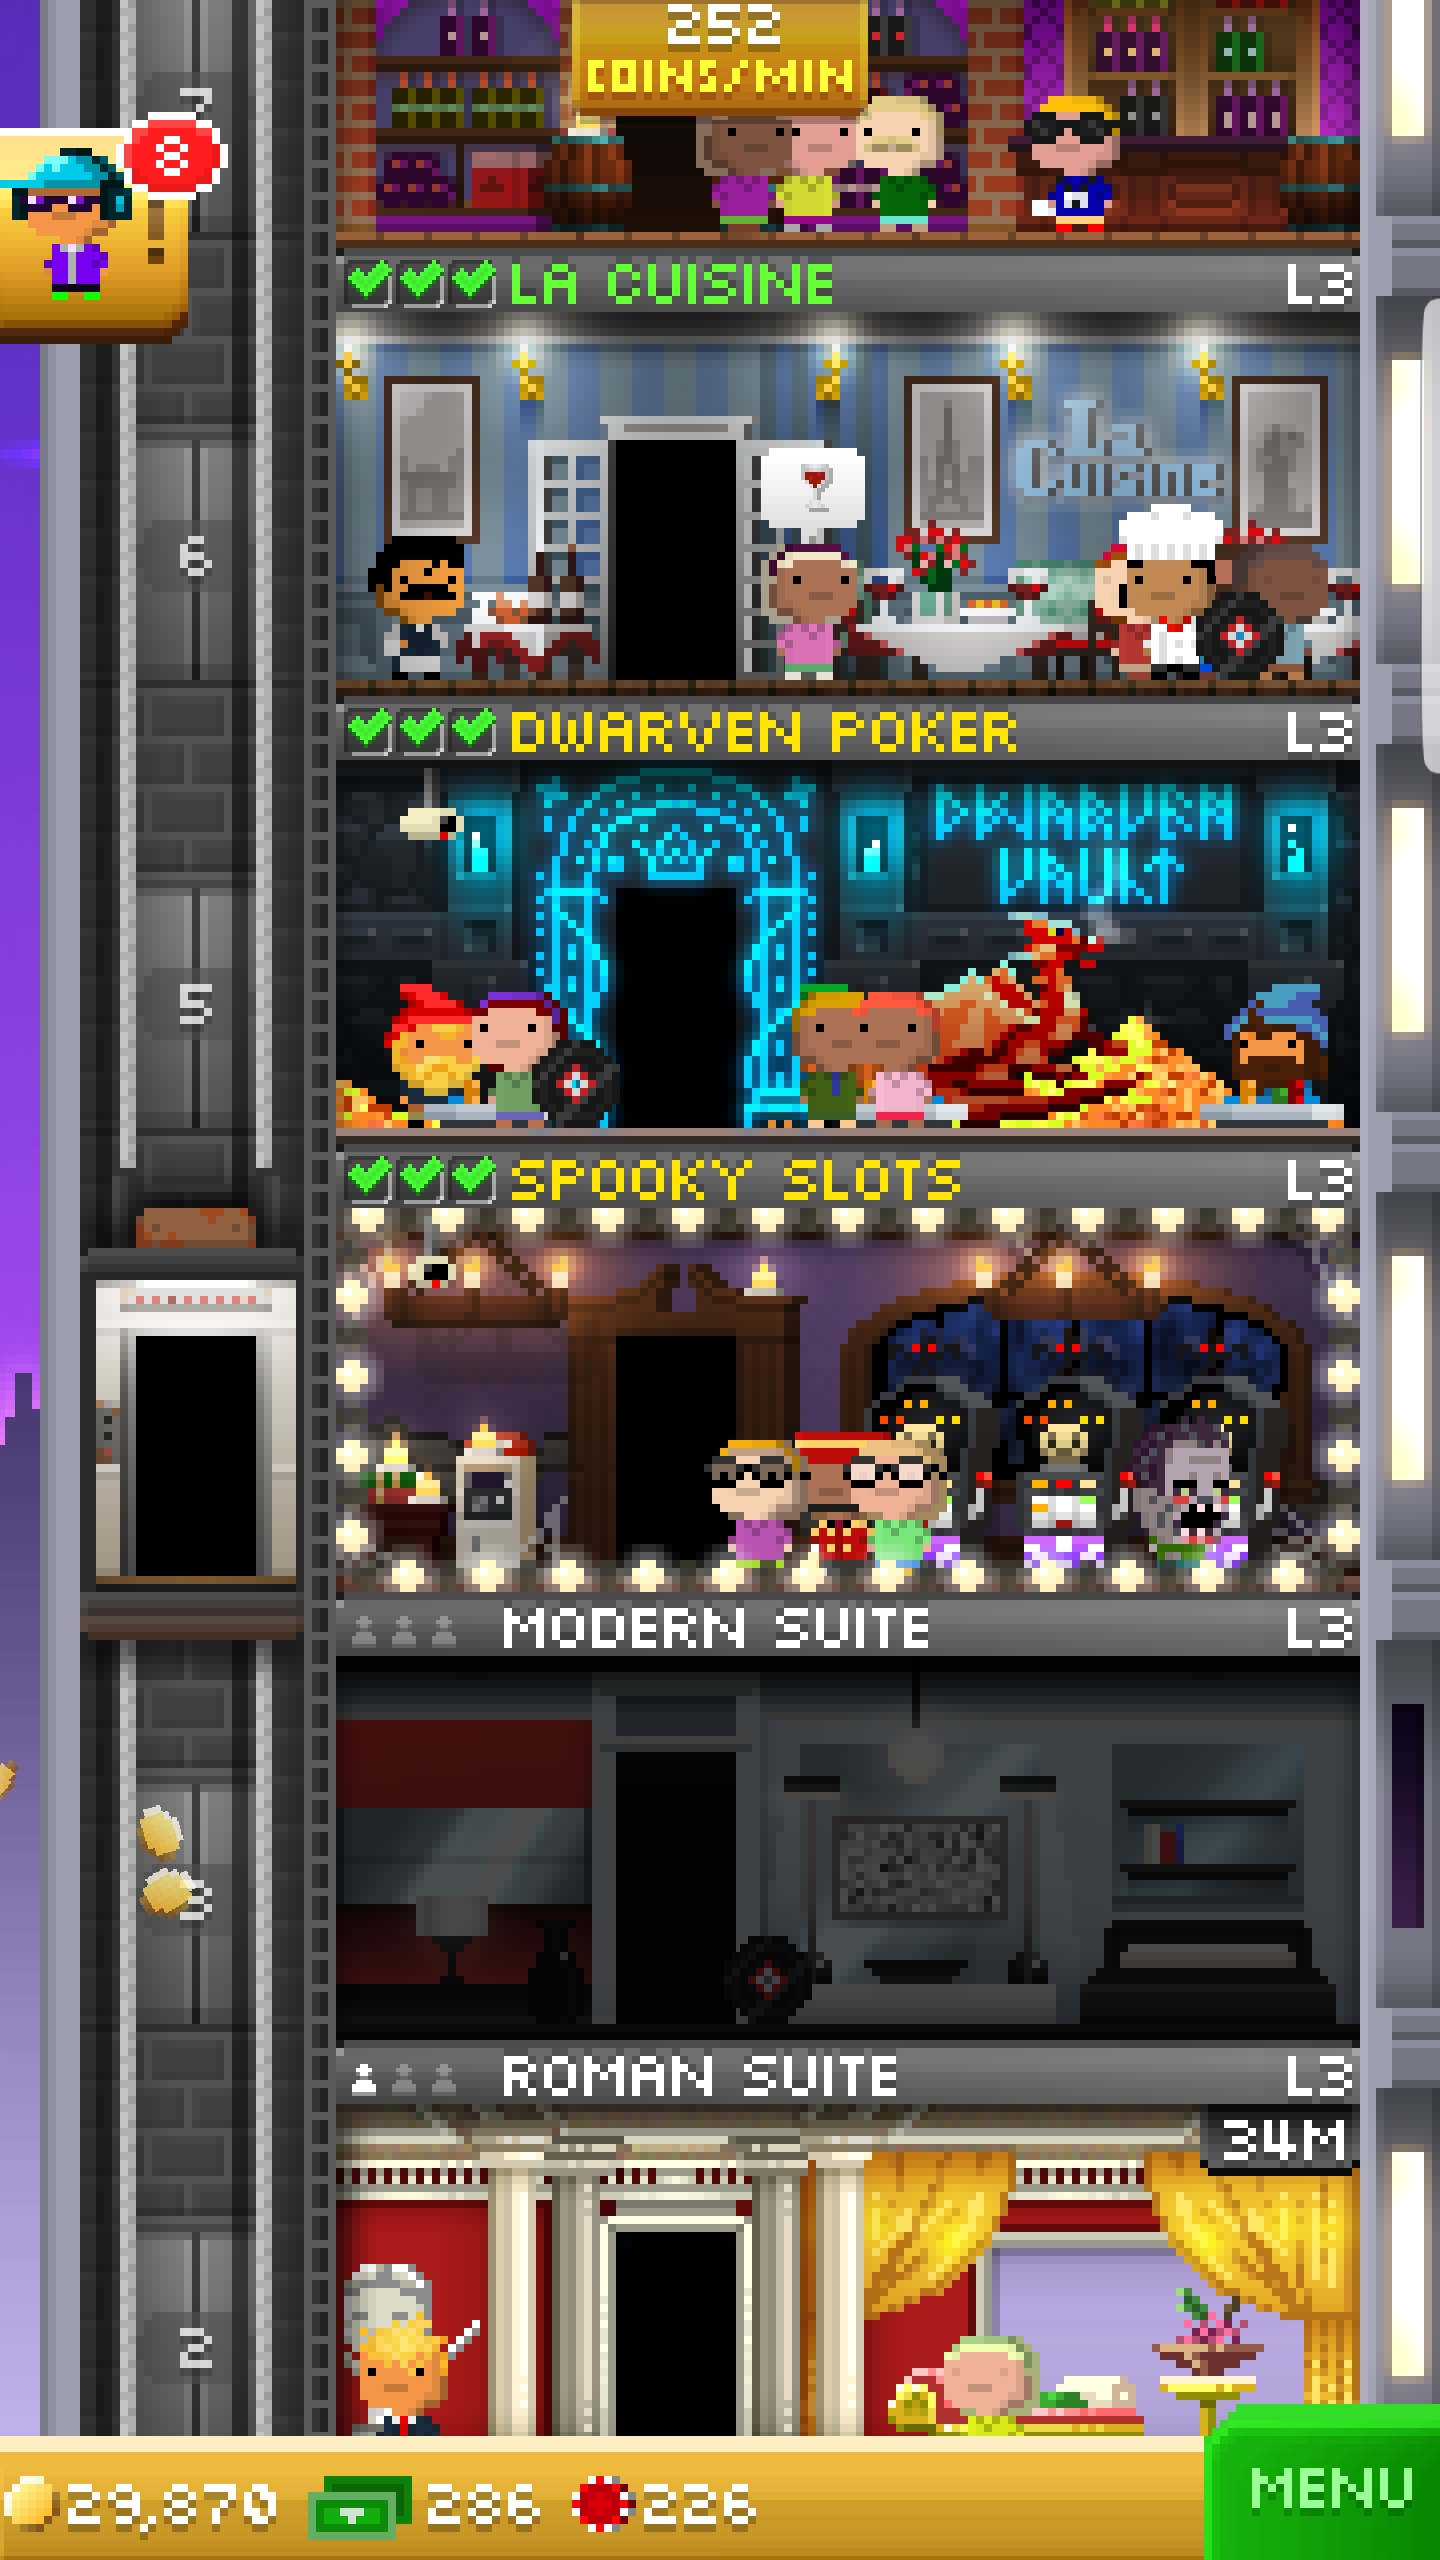 252
COINS/MIN
7
8
LA CUISINE L3
La
Cuisine
6
DWARVEN POKER L3
DWARVEN
VAULT
5
SPOOKY SLOTS L3
MODERN SUITE L3
3
ROMAN SUITE L3
34M
2
29,870 286 226
MENU